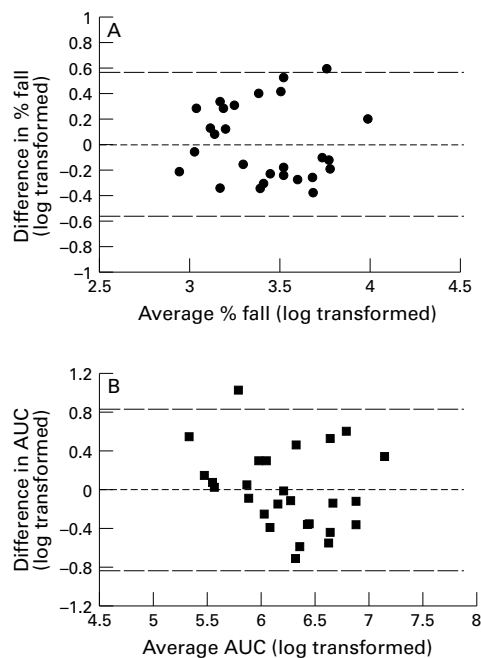 A
Difference in % fall
(log transformed)
1
0.8
0.6
0.4
0.2
0
−0.2
−0.4
−0.6
−0.8
−1
2.5 3 3.5 4 4.5
Average % fall (log transformed)
B
Difference in AUC
(log transformed)
1.2
0.8
0.4
0
−0.4
−0.8
−1.2
4.5 5 5.5 6 6.5 7 7.5 8
Average AUC (log transformed)